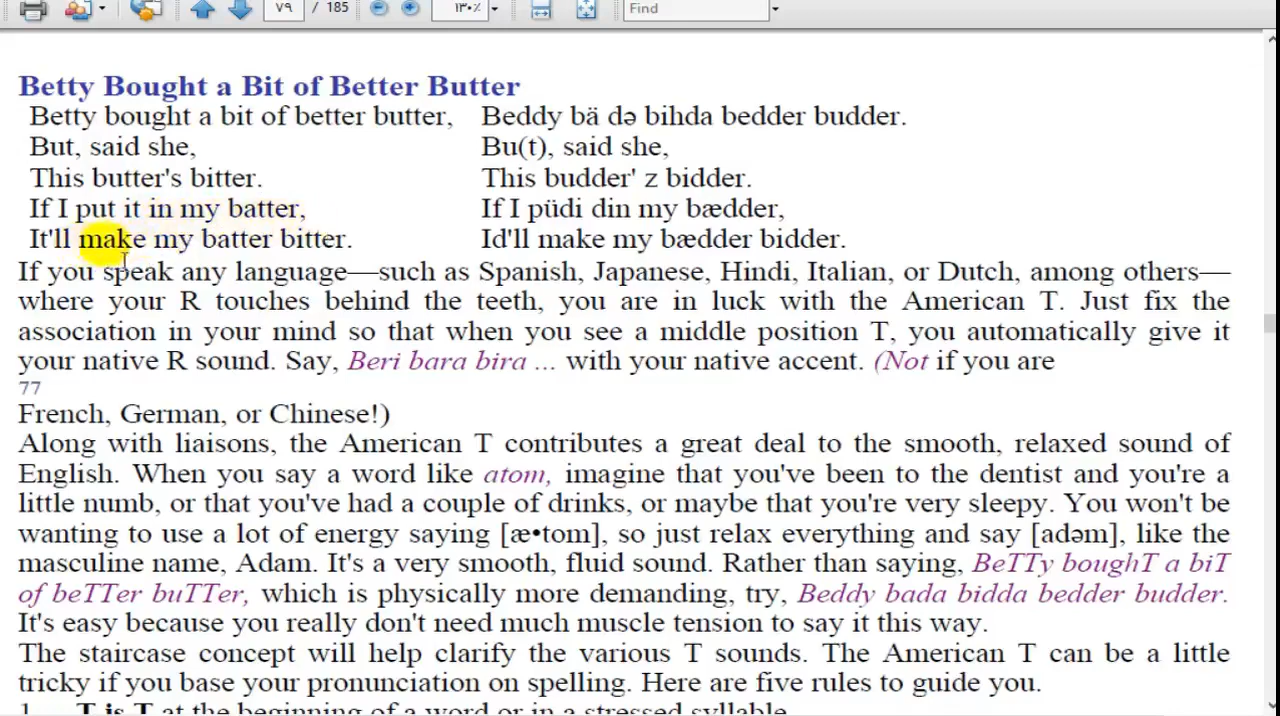 ۷۹ / 185 ۱۳۰٪ Find
Betty Bought a Bit of Better Butter
Betty bought a bit of better butter, Beddy bä də bihda bedder budder.
But, said she, Bu(t), said she,
This butter's bitter. This budder' z bidder.
If I put it in my batter, If I püdi din my bædder,
It'll make my batter bitter. Id'll make my bædder bidder.
If you speak any language—such as Spanish, Japanese, Hindi, Italian, or Dutch, among others—
where your R touches behind the teeth, you are in luck with the American T. Just fix the
association in your mind so that when you see a middle position T, you automatically give it
your native R sound. Say, Beri bara bira ... with your native accent. (Not if you are
77
French, German, or Chinese!)
Along with liaisons, the American T contributes a great deal to the smooth, relaxed sound of
English. When you say a word like atom, imagine that you've been to the dentist and you're a
little numb, or that you've had a couple of drinks, or maybe that you're very sleepy. You won't be
wanting to use a lot of energy saying [æ•tom], so just relax everything and say [adəm], like the
masculine name, Adam. It's a very smooth, fluid sound. Rather than saying, BeTTy boughT a biT
of beTTer buTTer, which is physically more demanding, try, Beddy bada bidda bedder budder.
It's easy because you really don't need much muscle tension to say it this way.
The staircase concept will help clarify the various T sounds. The American T can be a little
tricky if you base your pronunciation on spelling. Here are five rules to guide you.
1. T is T at the beginning of a word or in a stressed syllable